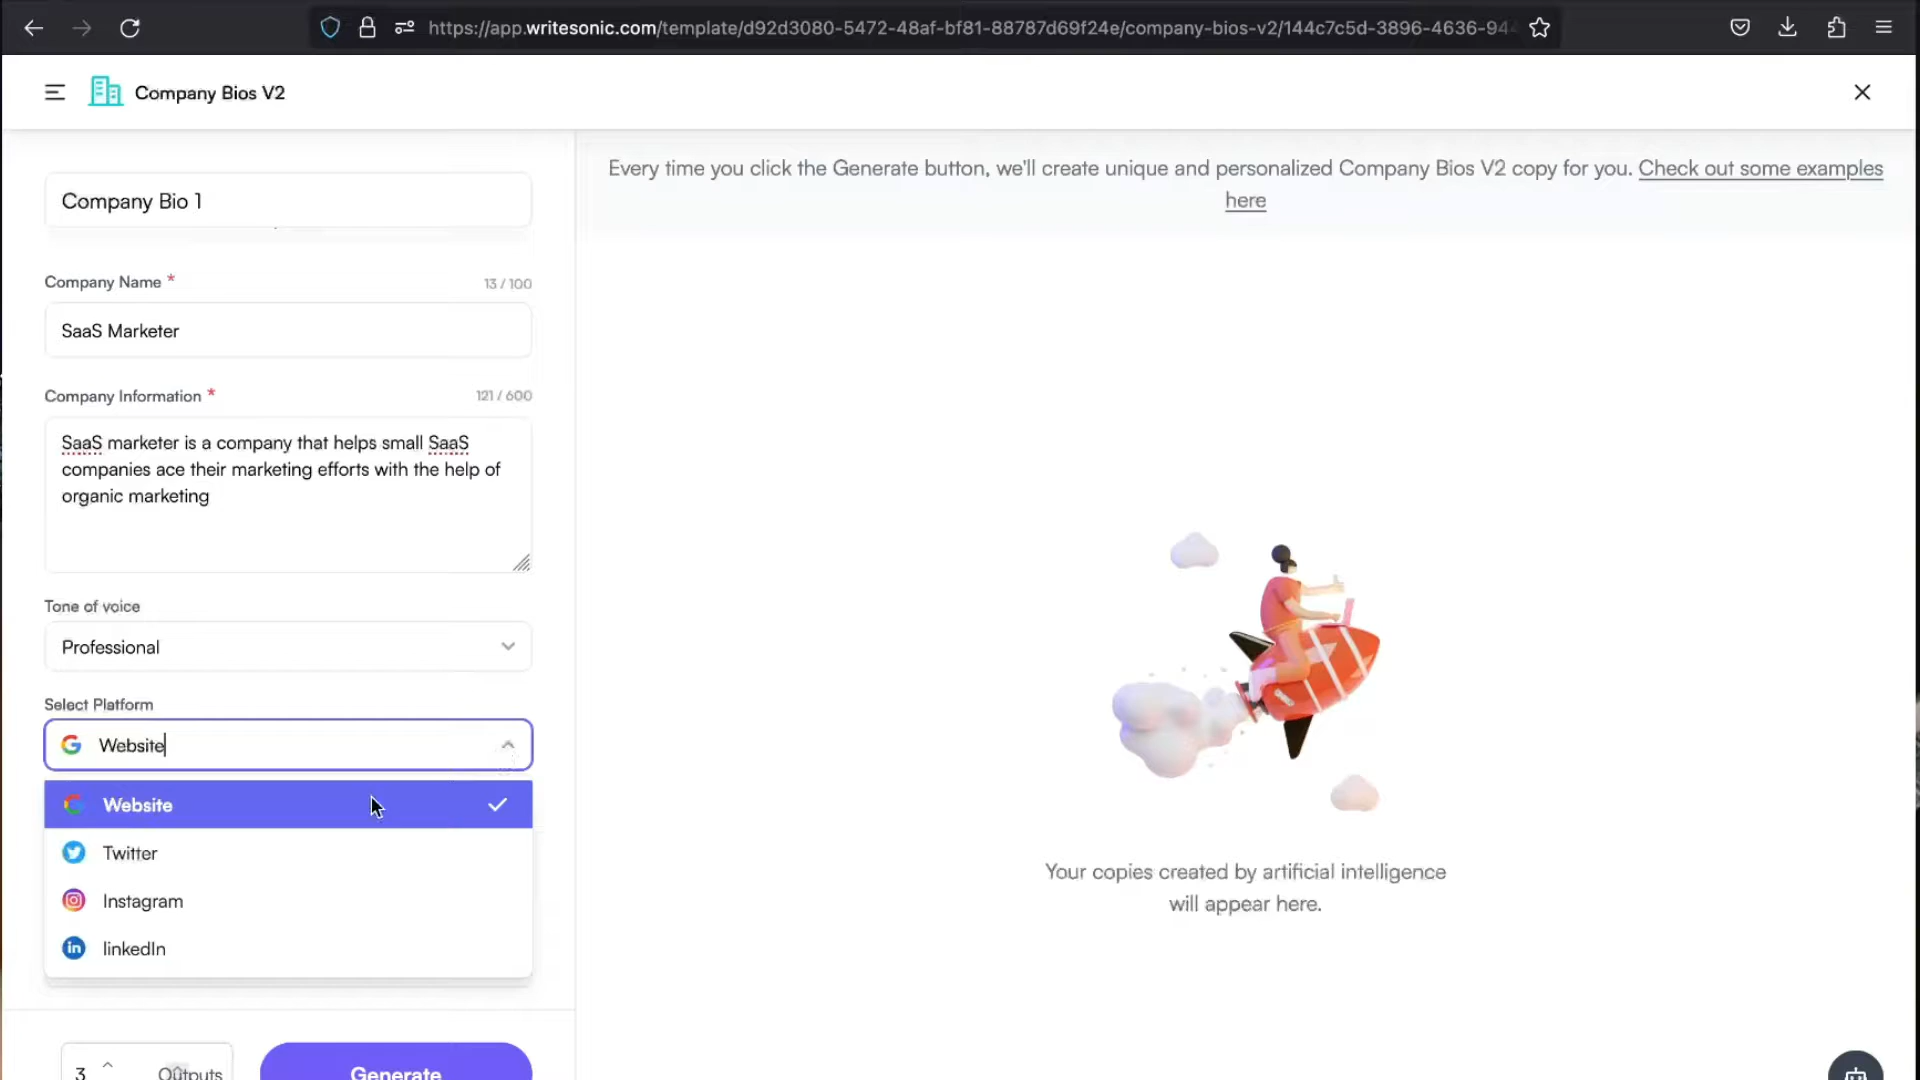 https://app.writesonic.com/template/d92d3080-5472-48af-bf81-88787d69f24e/company-bios-v2/144c7c5d-3896-4636-944
Company Bios V2
Company Bio 1
Company Name *
13 / 100
SaaS Marketer
Company Information *
121 / 600
SaaS marketer is a company that helps small SaaS
companies ace their marketing efforts with the help of
organic marketing
Tone of voice
Professional
Select Platform
Website
Website
Twitter
Instagram
linkedIn
3
Outputs
Generate
Every time you click the Generate button, we'll create unique and personalized Company Bios V2 copy for you. Check out some examples
here
Your copies created by artificial intelligence
will appear here.